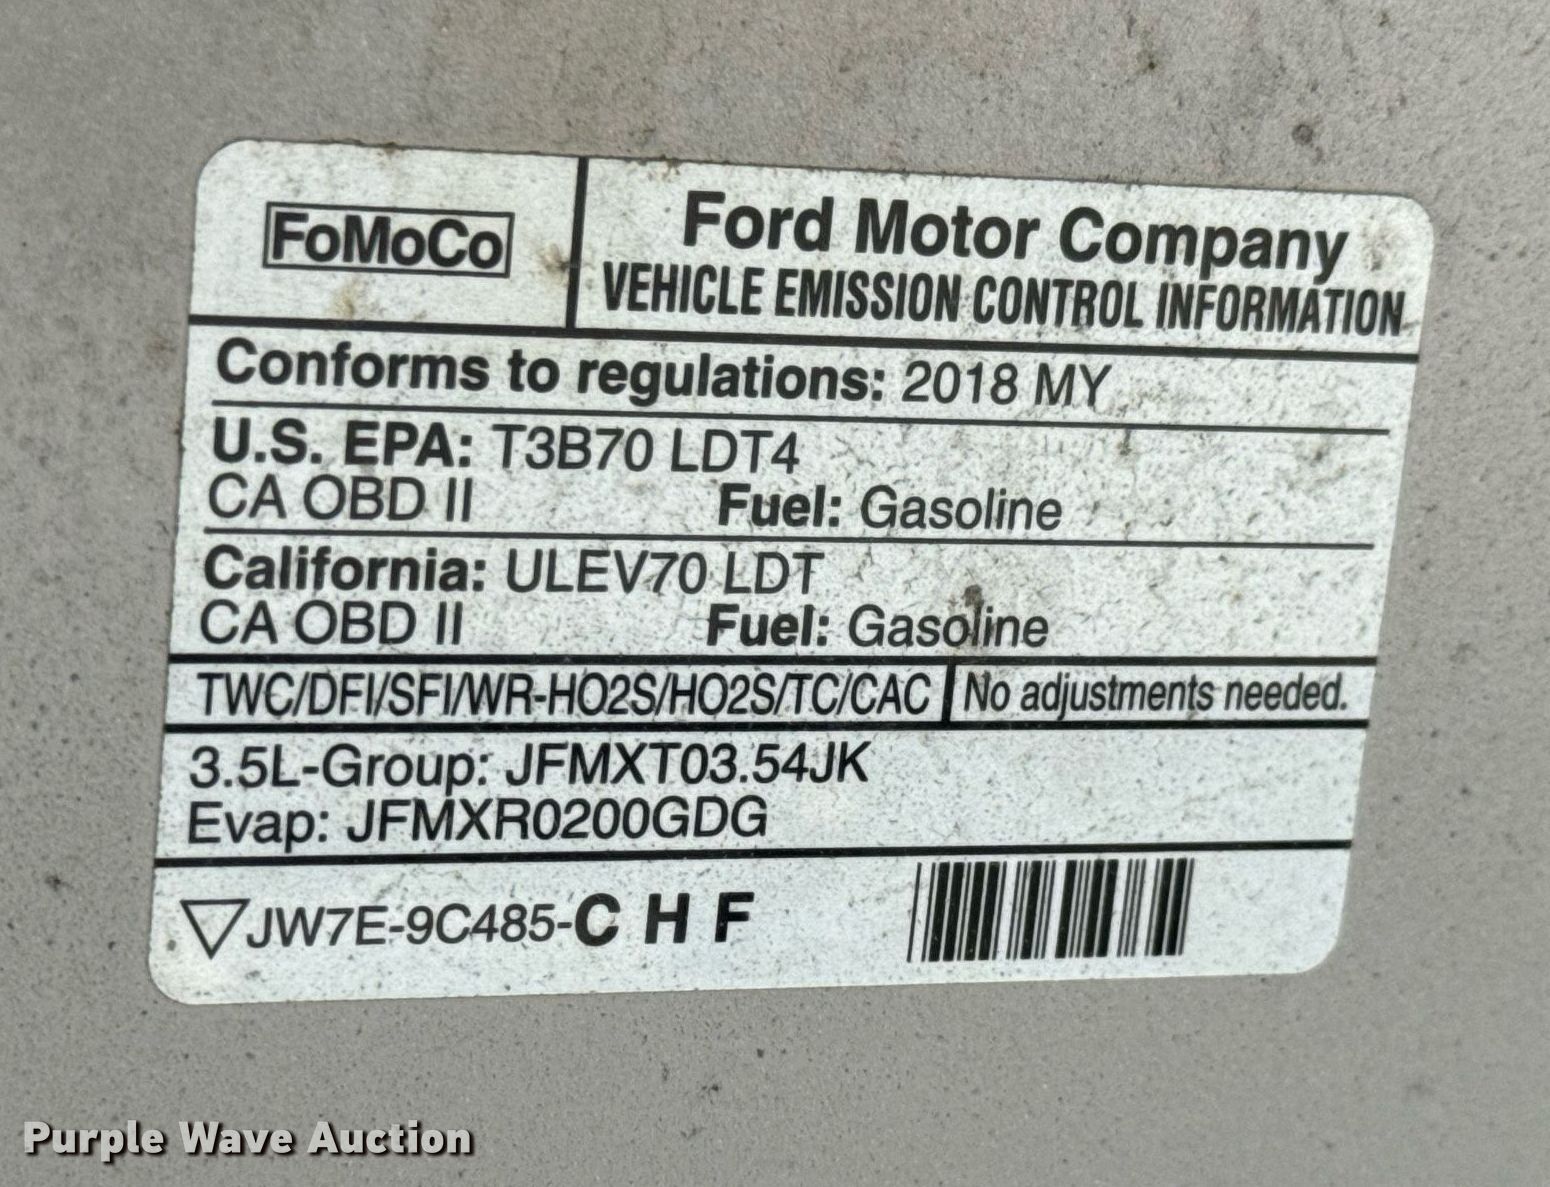 FoMoCo
Ford Motor Company
VEHICLE EMISSION CONTROL INFORMATION
Conforms to regulations: 2018 MY
U.S. EPA: T3B70 LDT4
CA OBD II Fuel: Gasoline
California: ULEV70 LDT
CA OBD II Fuel: Gasoline
TWC/DFI/SFI/WR-HO2S/HO2S/TC/CAC No adjustments needed.
3.5L-Group: JFMXT03.54JK
Evap: JFMXR0200GDG
JW7E-9C485-C H F
Purple Wave Auction